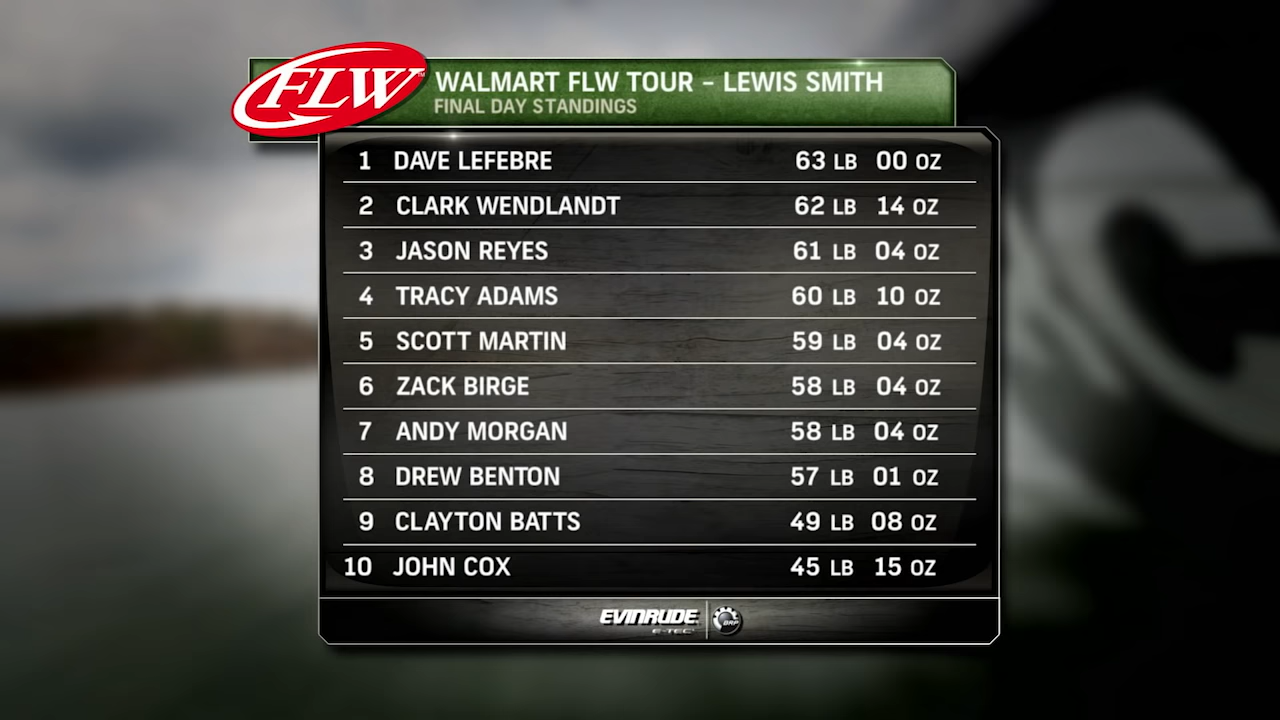 FLW™
WALMART FLW TOUR – LEWIS SMITH
FINAL DAY STANDINGS
1 DAVE LEFEBRE 63 LB 00 OZ
2 CLARK WENDLANDT 62 LB 14 OZ
3 JASON REYES 61 LB 04 OZ
4 TRACY ADAMS 60 LB 10 OZ
5 SCOTT MARTIN 59 LB 04 OZ
6 ZACK BIRGE 58 LB 04 OZ
7 ANDY MORGAN 58 LB 04 OZ
8 DREW BENTON 57 LB 01 OZ
9 CLAYTON BATTS 49 LB 08 OZ
10 JOHN COX 45 LB 15 OZ
EVINRUDE
E-TEC
BRP